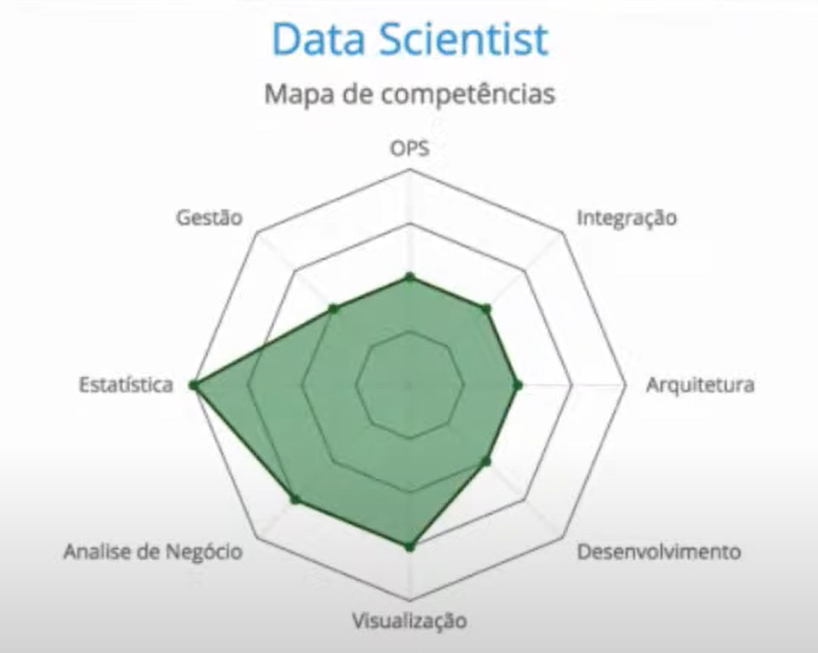 Data Scientist
Mapa de competências
OPS
Gestão
Integração
Estatística
Arquitetura
Analise de Negócio
Desenvolvimento
Visualização